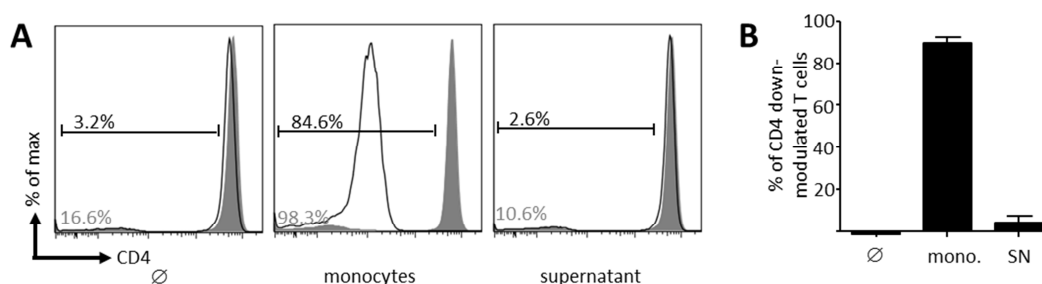 A
% of max
3.2%
16.6%
84.6%
98.3%
2.6%
10.6%
CD4
∅
monocytes
supernatant
B
% of CD4 down-
modulated T cells
100
80
60
40
20
∅
mono.
SN